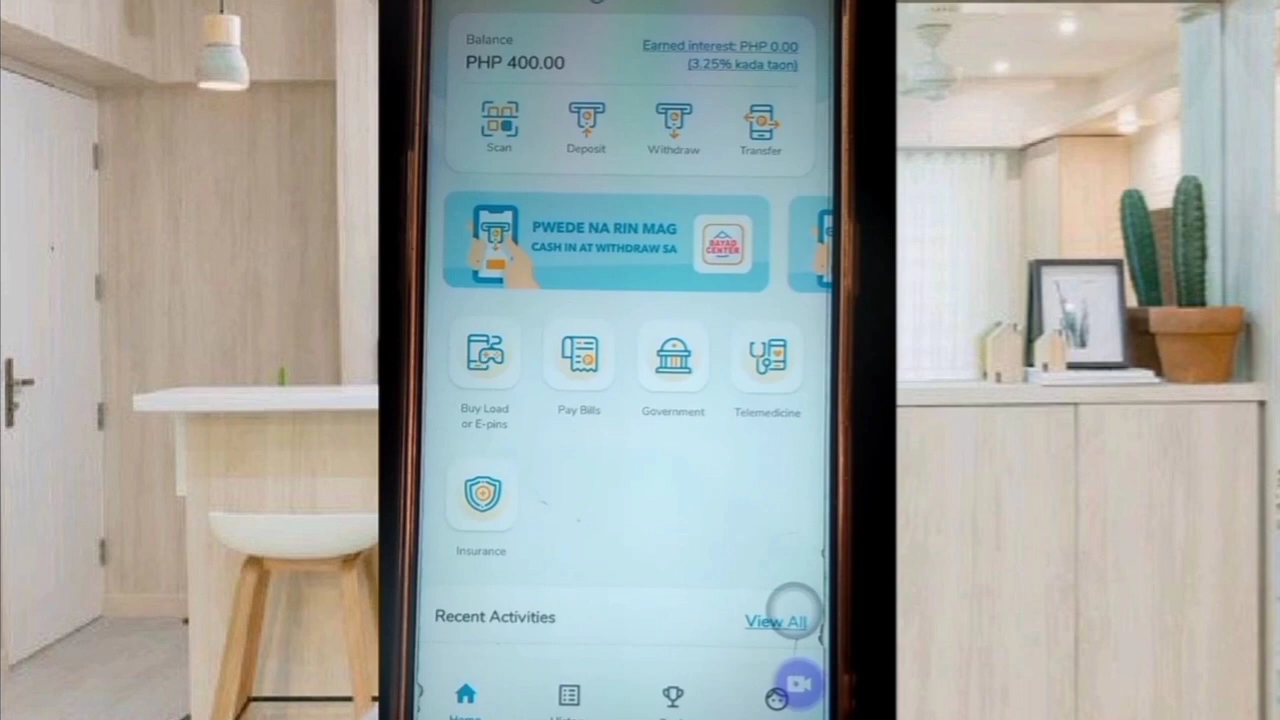 Balance
Earned interest: PHP 0.00
PHP 400.00
(3.25% kada taon)
Scan
Deposit
Withdraw
Transfer
PWEDE NA RIN MAG
CASH IN AT WITHDRAW SA
BAYAD
CENTER
Buy Load
or E-pins
Pay Bills
Government
Telemedicine
Insurance
Recent Activities
View All
Home